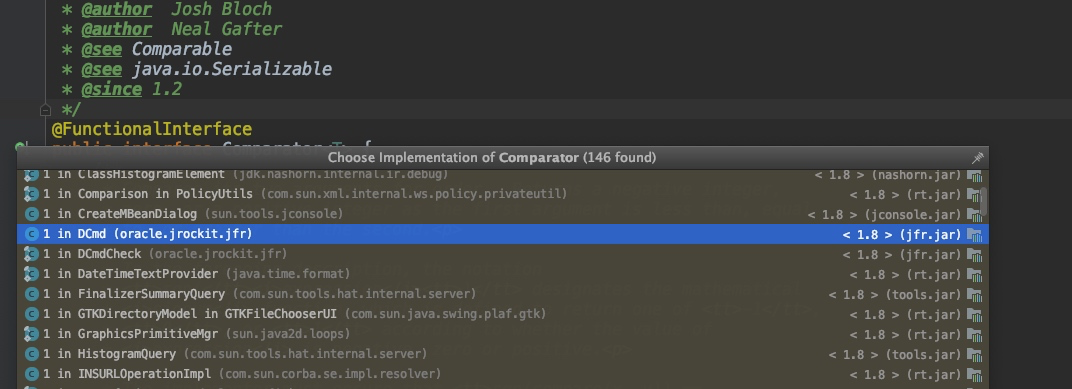 * @author  Josh Bloch
* @author  Neal Gafter
* @see Comparable
* @see java.io.Serializable
* @since 1.2
*/
@FunctionalInterface
public interface Comparator<T> {
Choose Implementation of Comparator (146 found)
1 in ClassHistogramElement (jdk.nashorn.internal.ir.debug) < 1.8 > (nashorn.jar)
1 in Comparison in PolicyUtils (com.sun.xml.internal.ws.policy.privateutil) < 1.8 > (rt.jar)
1 in CreateMBeanDialog (sun.tools.jconsole) < 1.8 > (jconsole.jar)
1 in DCmd (oracle.jrockit.jfr) < 1.8 > (jfr.jar)
1 in DCmdCheck (oracle.jrockit.jfr) < 1.8 > (jfr.jar)
1 in DateTimeTextProvider (java.time.format) < 1.8 > (rt.jar)
1 in FinalizerSummaryQuery (com.sun.tools.hat.internal.server) < 1.8 > (tools.jar)
1 in GTKDirectoryModel in GTKFileChooserUI (com.sun.java.swing.plaf.gtk) < 1.8 > (rt.jar)
1 in GraphicsPrimitiveMgr (sun.java2d.loops) < 1.8 > (rt.jar)
1 in HistogramQuery (com.sun.tools.hat.internal.server) < 1.8 > (tools.jar)
1 in INSURLOperationImpl (com.sun.corba.se.impl.resolver) < 1.8 > (rt.jar)